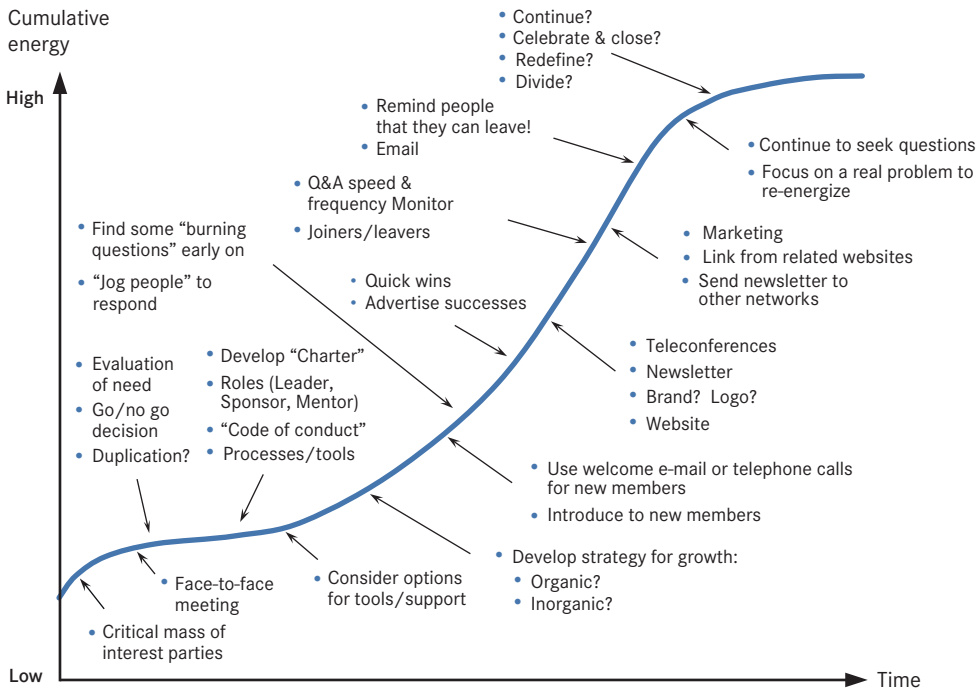 Cumulative
energy
High
• Continue?
• Celebrate & close?
• Redefine?
• Divide?
• Remind people
that they can leave!
• Email
• Continue to seek questions
• Focus on a real problem to
re-energize
• Q&A speed &
frequency Monitor
• Joiners/leavers
• Find some “burning
questions” early on
• “Jog people” to
respond
• Marketing
• Link from related websites
• Send newsletter to
other networks
• Quick wins
• Advertise successes
• Teleconferences
• Newsletter
• Brand? Logo?
• Website
• Evaluation
of need
• Go/no go
decision
• Duplication?
• Develop “Charter”
• Roles (Leader,
Sponsor, Mentor)
• “Code of conduct”
• Processes/tools
• Use welcome e-mail or telephone calls
for new members
• Introduce to new members
• Develop strategy for growth:
• Organic?
• Inorganic?
• Consider options
for tools/support
• Face-to-face
meeting
• Critical mass of
interest parties
Low
Time